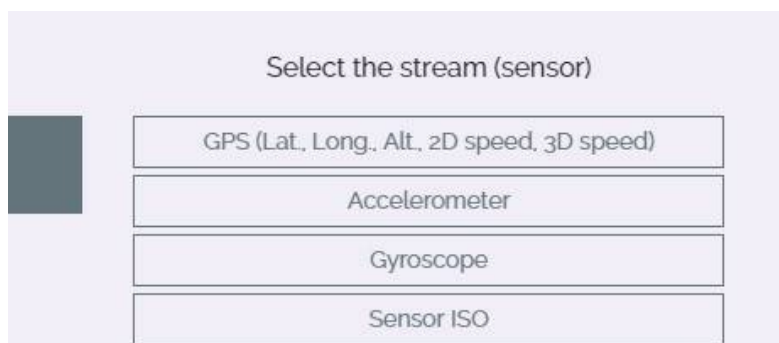 Select the stream (sensor)
GPS (Lat., Long., Alt., 2D speed, 3D speed)
Accelerometer
Gyroscope
Sensor ISO